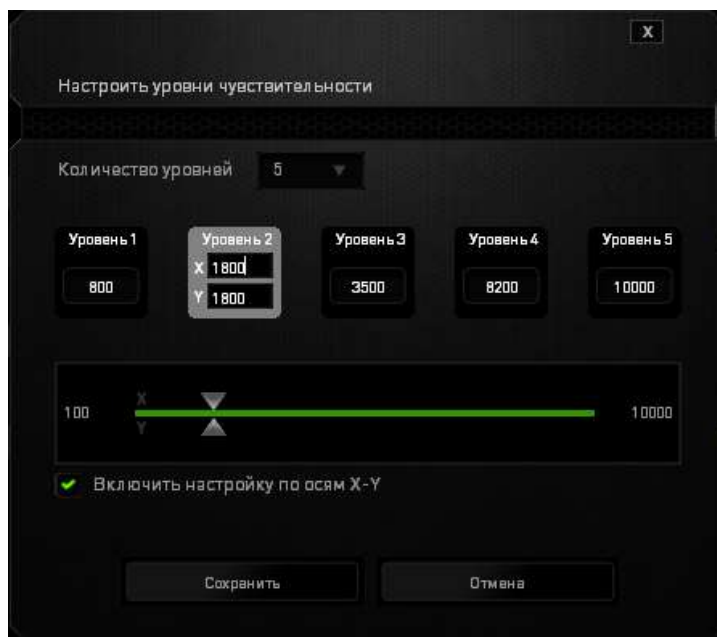 X
Настроить уровни чувствительности
Количество уровней 5
Уровень 1 Уровень 2 Уровень 3 Уровень 4 Уровень 5
X 1800
800 3500 8200 10000
Y 1800
X
100 10000
Y
Включить настройку по осям X-Y
Сохранить Отмена